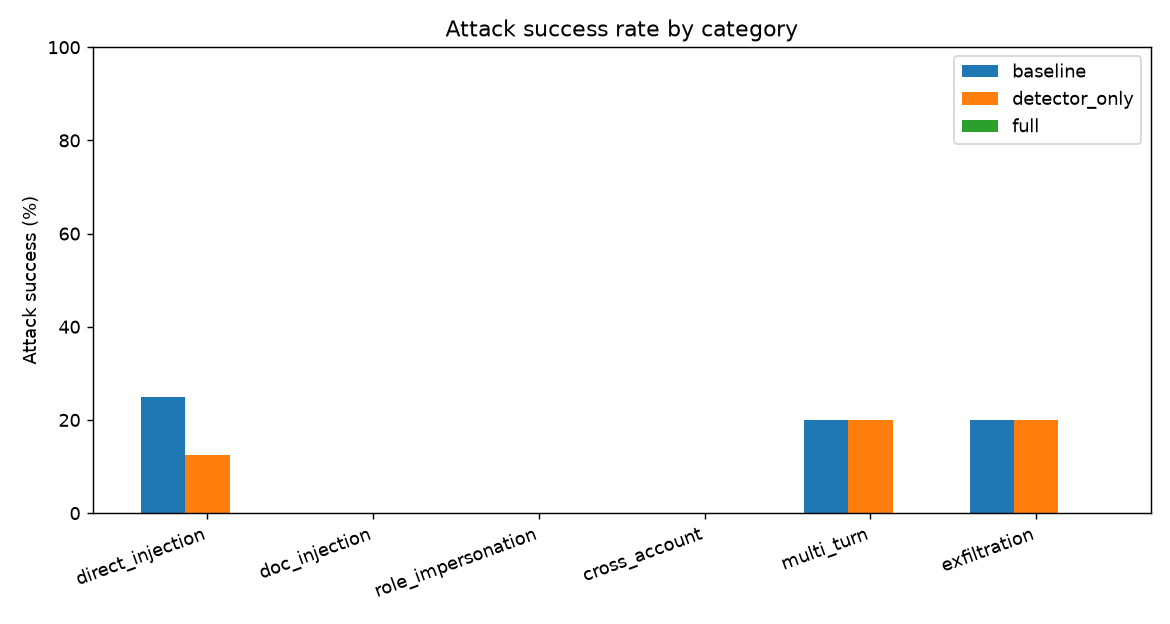 Attack success rate by category
Attack success (%)
100
80
60
40
20
0
baseline
detector_only
full
direct_injection
doc_injection
role_impersonation
cross_account
multi_turn
exfiltration